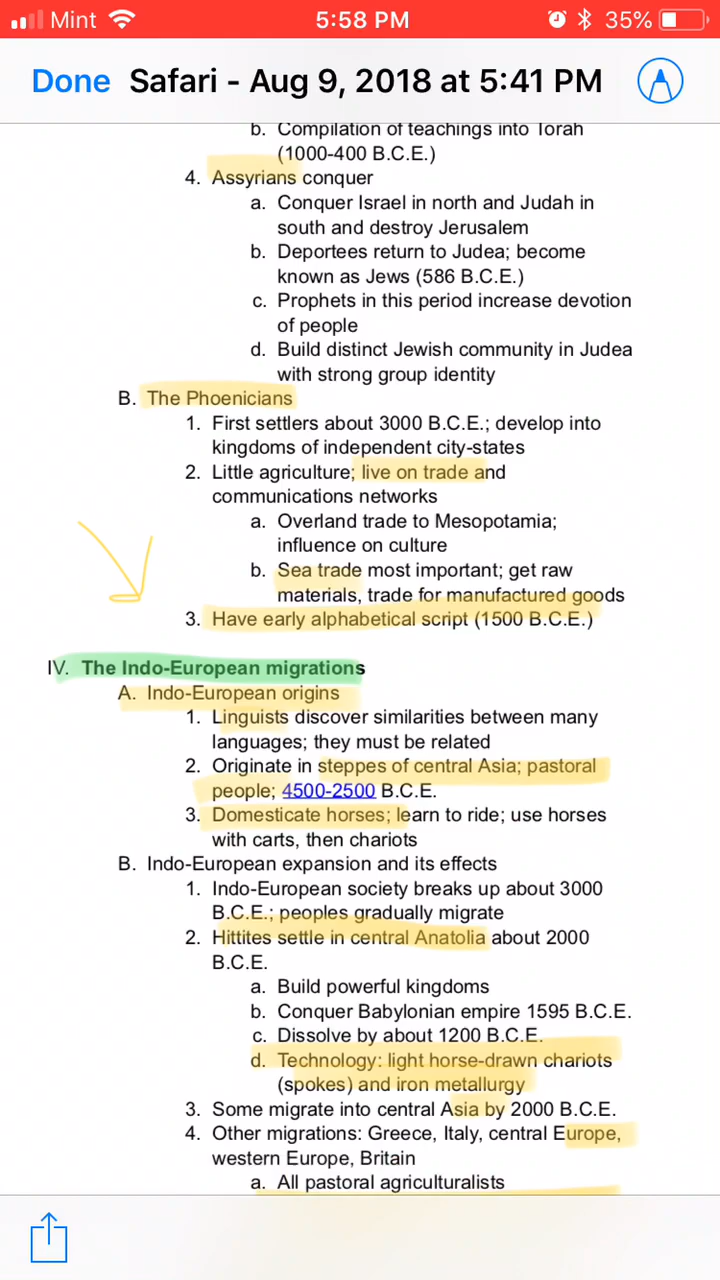 Mint 5:58 PM 35%
Done Safari - Aug 9, 2018 at 5:41 PM
b. Compilation of teachings into Torah
(1000-400 B.C.E.)
4. Assyrians conquer
a. Conquer Israel in north and Judah in
south and destroy Jerusalem
b. Deportees return to Judea; become
known as Jews (586 B.C.E.)
c. Prophets in this period increase devotion
of people
d. Build distinct Jewish community in Judea
with strong group identity
B. The Phoenicians
1. First settlers about 3000 B.C.E.; develop into
kingdoms of independent city-states
2. Little agriculture; live on trade and
communications networks
a. Overland trade to Mesopotamia;
influence on culture
b. Sea trade most important; get raw
materials, trade for manufactured goods
3. Have early alphabetical script (1500 B.C.E.)
IV. The Indo-European migrations
A. Indo-European origins
1. Linguists discover similarities between many
languages; they must be related
2. Originate in steppes of central Asia; pastoral
people; 4500-2500 B.C.E.
3. Domesticate horses; learn to ride; use horses
with carts, then chariots
B. Indo-European expansion and its effects
1. Indo-European society breaks up about 3000
B.C.E.; peoples gradually migrate
2. Hittites settle in central Anatolia about 2000
B.C.E.
a. Build powerful kingdoms
b. Conquer Babylonian empire 1595 B.C.E.
c. Dissolve by about 1200 B.C.E.
d. Technology: light horse-drawn chariots
(spokes) and iron metallurgy
3. Some migrate into central Asia by 2000 B.C.E.
4. Other migrations: Greece, Italy, central Europe,
western Europe, Britain
a. All pastoral agriculturalists